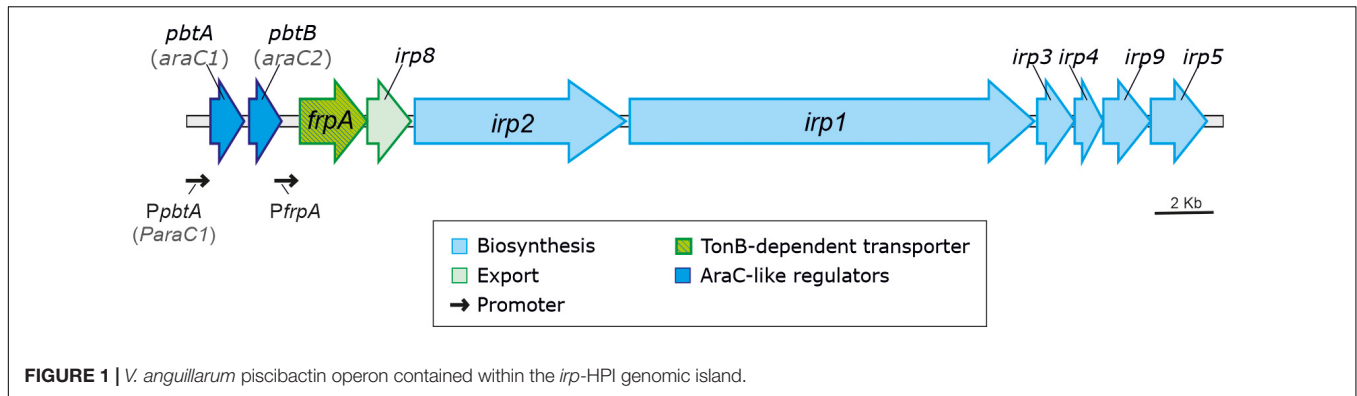 pbtA pbtB
(araC1) (araC2) irp8 irp3 irp4 irp9 irp5
frpA irp2 irp1
PpbtA PfrpA 2 Kb
(ParaC1)
Biosynthesis TonB-dependent transporter
Export AraC-like regulators
Promoter
FIGURE 1 | V. anguillarum piscibactin operon contained within the irp-HPI genomic island.